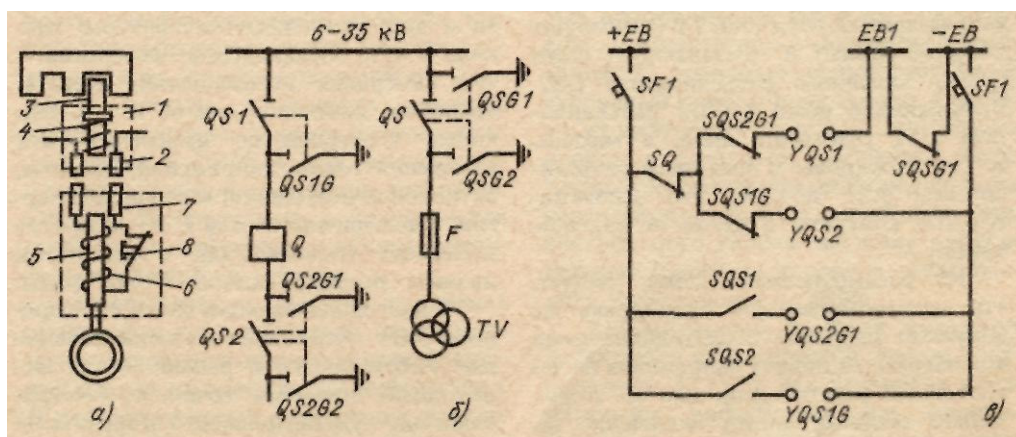 6-35 кВ
+EB
EB1
-EB
3
1
4
2
7
5
8
6
а)
QS1
QS1G
Q
QS2G1
QS2
QS2G2
QS
QSG1
QSG2
F
TV
б)
SF1
SF1
SQS2G1
SQ
YQS1
SQSG1
SQS1G
YQS2
SQS1
YQS2G1
SQS2
YQS1G
в)